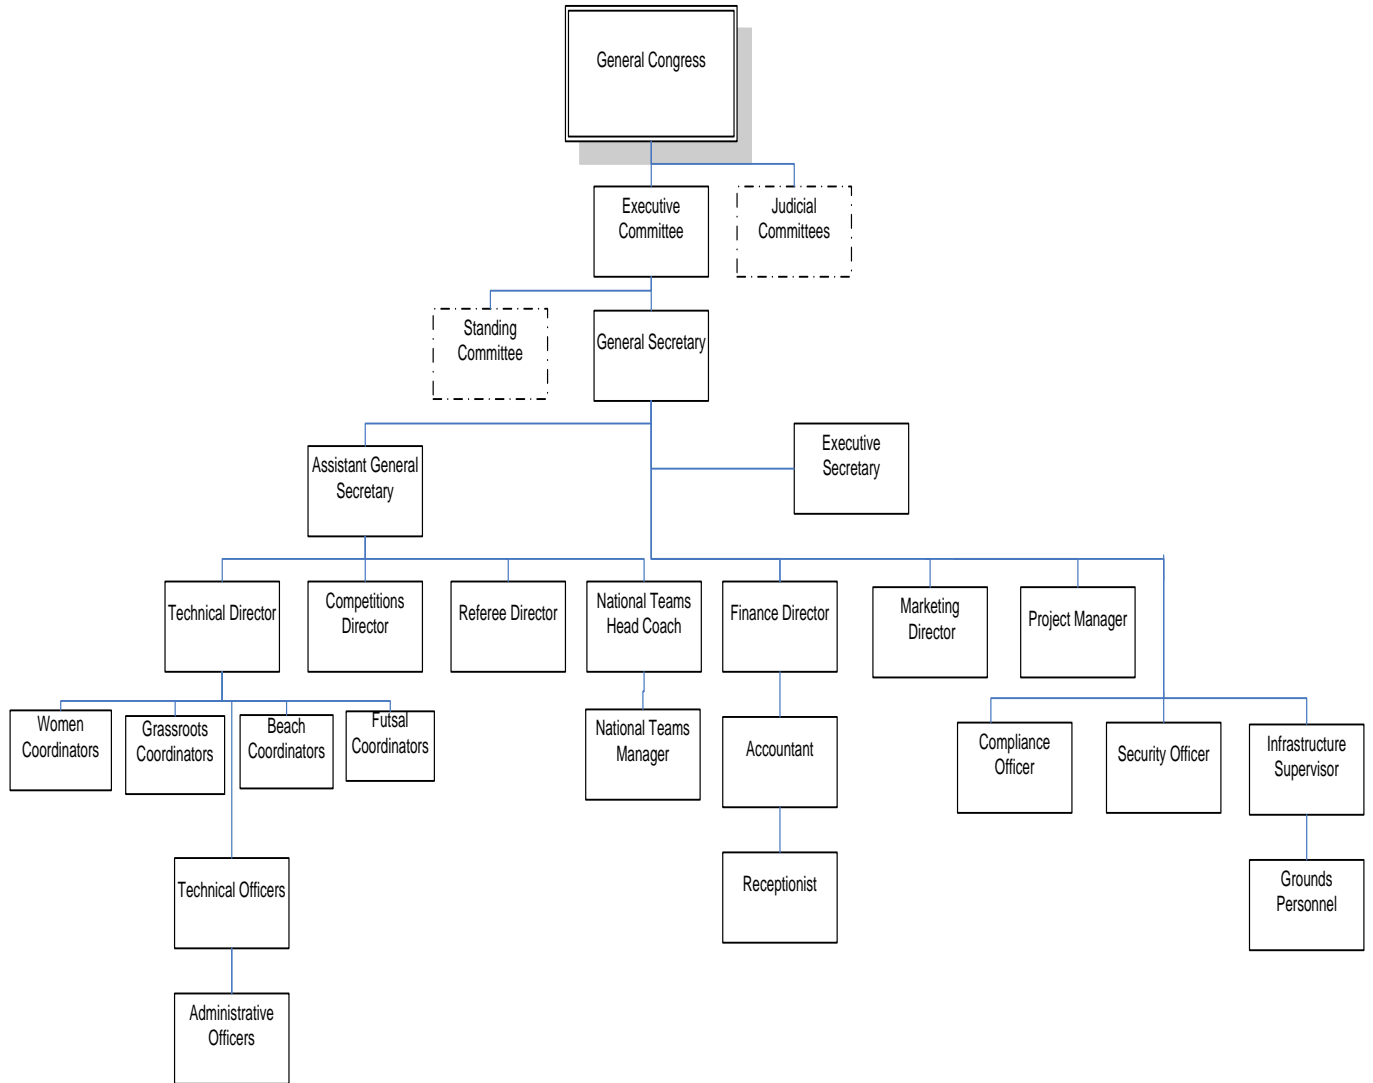 General Congress
Executive
Committee
Judicial
Committees
Standing
Committee
General Secretary
Executive
Secretary
Assistant General
Secretary
Technical Director
Competitions
Director
Referee Director
National Teams
Head Coach
Finance Director
Marketing
Director
Project Manager
Women
Coordinators
Grassroots
Coordinators
Beach
Coordinators
Futsal
Coordinators
National Teams
Manager
Accountant
Compliance
Officer
Security Officer
Infrastructure
Supervisor
Technical Officers
Receptionist
Grounds
Personnel
Administrative
Officers